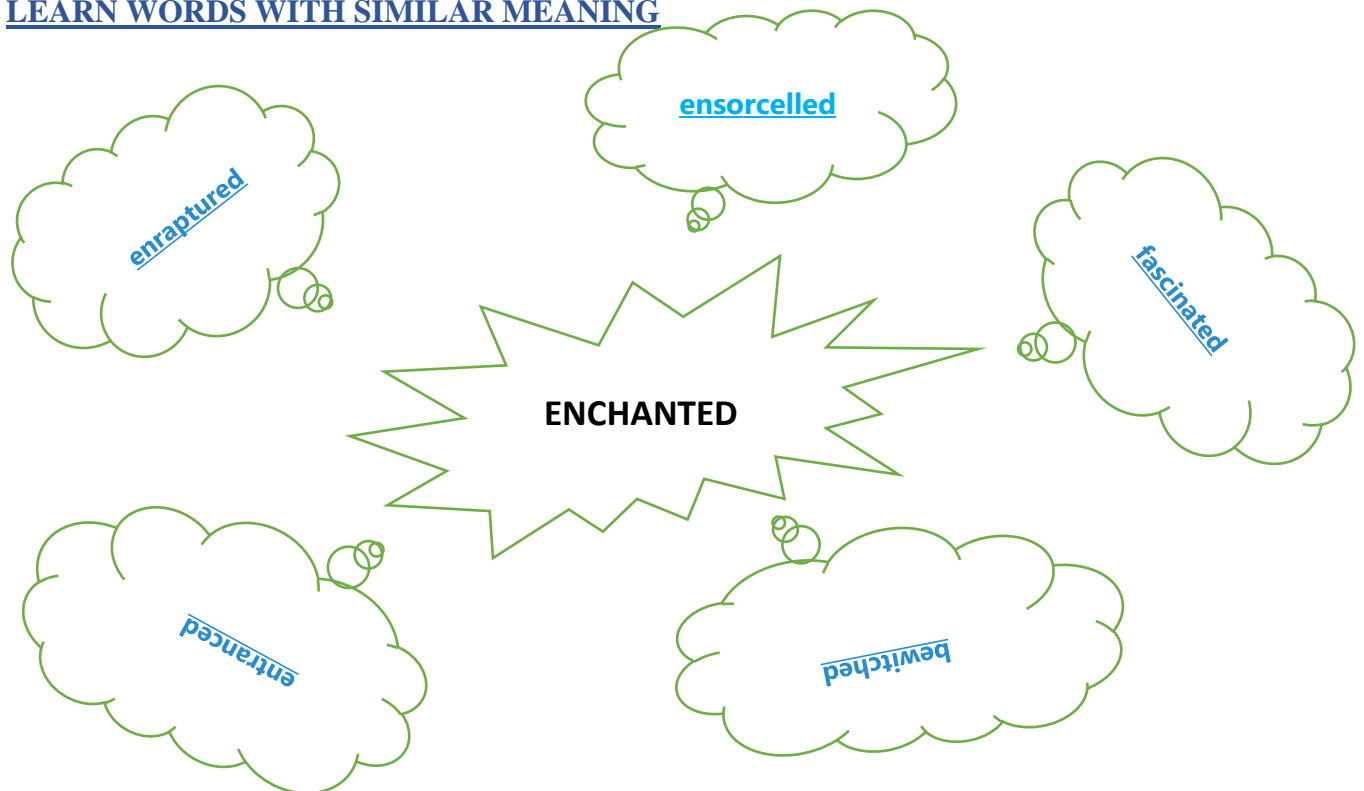 LEARN WORDS WITH SIMILAR MEANING
ensorcelled
enraptured
fascinated
ENCHANTED
entranced
bewitched